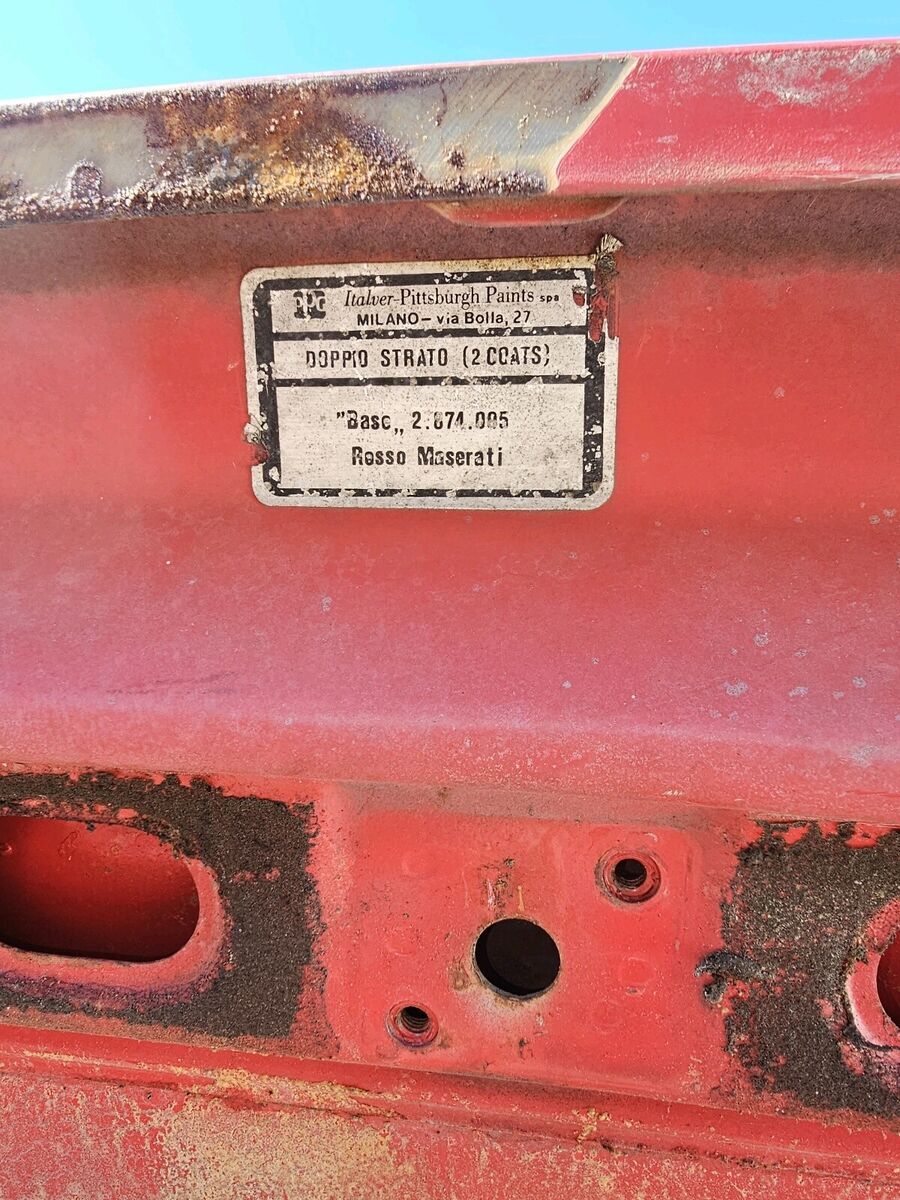 PPG Italver-Pittsburgh Paints spa
MILANO – via Bolla, 27
DOPPIO STRATO (2 COATS)
"Base„ 2.874.005
Rosso Maserati